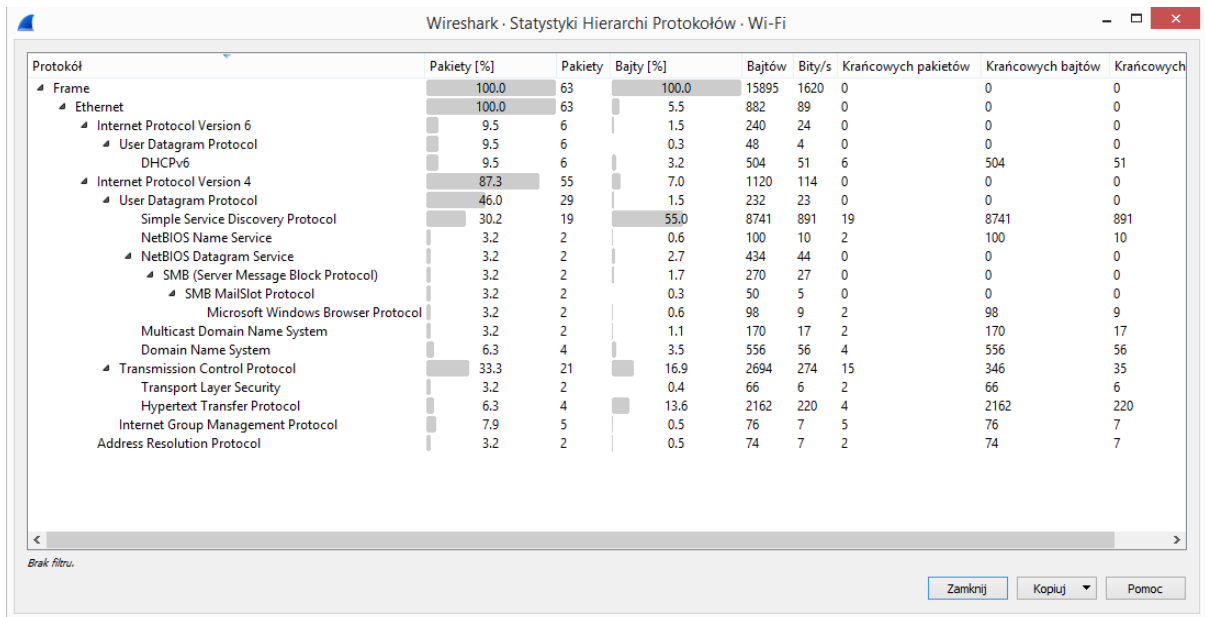 Wireshark · Statystyki Hierarchi Protokołów · Wi-Fi
Protokół Pakiety [%] Pakiety Bajty [%] Bajtów Bity/s Krańcowych pakietów Krańcowych bajtów Krańcowych
Frame 100.0 63 100.0 15895 1620 0 0 0
Ethernet 100.0 63 5.5 882 89 0 0 0
Internet Protocol Version 6 9.5 6 1.5 240 24 0 0 0
User Datagram Protocol 9.5 6 0.3 48 4 0 0 0
DHCPv6 9.5 6 3.2 504 51 6 504 51
Internet Protocol Version 4 87.3 55 7.0 1120 114 0 0 0
User Datagram Protocol 46.0 29 1.5 232 23 0 0 0
Simple Service Discovery Protocol 30.2 19 55.0 8741 891 19 8741 891
NetBIOS Name Service 3.2 2 0.6 100 10 2 100 10
NetBIOS Datagram Service 3.2 2 2.7 434 44 0 0 0
SMB (Server Message Block Protocol) 3.2 2 1.7 270 27 0 0 0
SMB MailSlot Protocol 3.2 2 0.3 50 5 0 0 0
Microsoft Windows Browser Protocol 3.2 2 0.6 98 9 2 98 9
Multicast Domain Name System 3.2 2 1.1 170 17 2 170 17
Domain Name System 6.3 4 3.5 556 56 4 556 56
Transmission Control Protocol 33.3 21 16.9 2694 274 15 346 35
Transport Layer Security 3.2 2 0.4 66 6 2 66 6
Hypertext Transfer Protocol 6.3 4 13.6 2162 220 4 2162 220
Internet Group Management Protocol 7.9 5 0.5 76 7 5 76 7
Address Resolution Protocol 3.2 2 0.5 74 7 2 74 7
Brak filtru.
Zamknij Kopiuj Pomoc